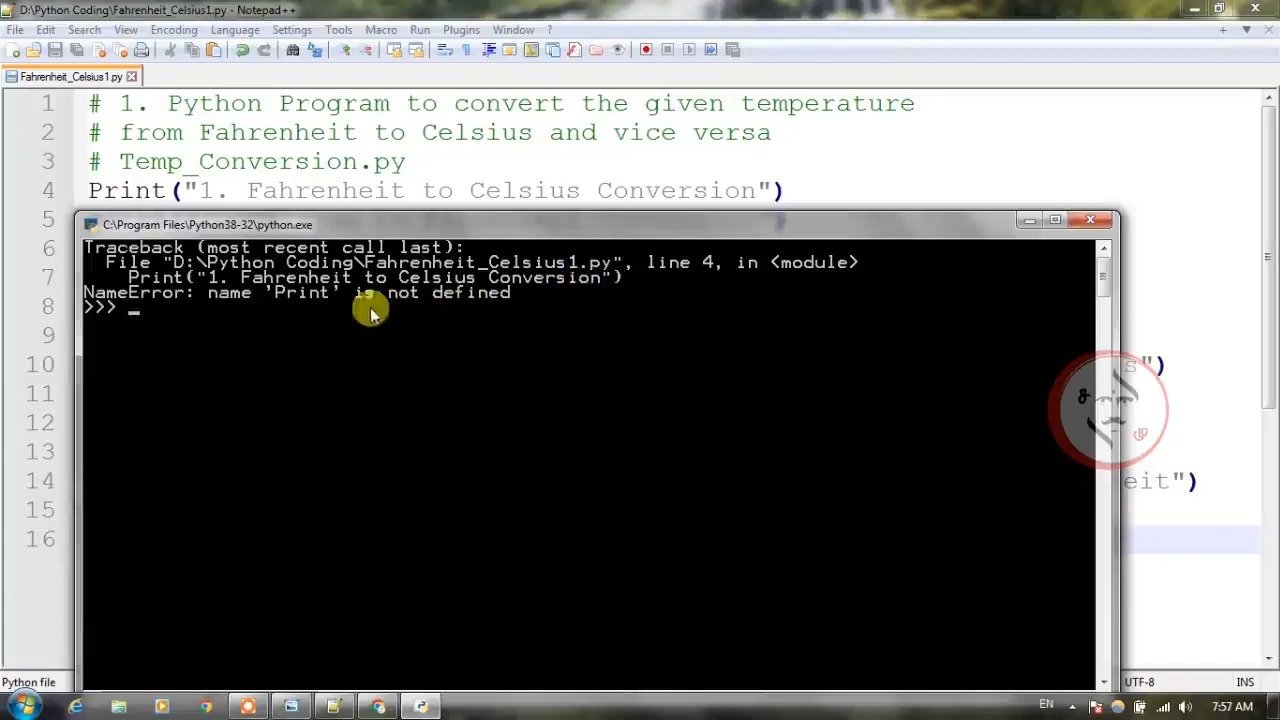 D:\Python Coding\Fahrenheit_Celsius1.py - Notepad++
File Edit Search View Encoding Language Settings Tools Macro Run Plugins Window ?
Fahrenheit_Celsius1.py
1 # 1. Python Program to convert the given temperature
2 # from Fahrenheit to Celsius and vice versa
3 # Temp_Conversion.py
4 Print("1. Fahrenheit to Celsius Conversion")
5
6
7
8
9
10 s")
11
12
13
14 eit")
15
16
C:\Program Files\Python38-32\python.exe
Traceback (most recent call last):
File "D:\Python Coding\Fahrenheit_Celsius1.py", line 4, in <module>
Print("1. Fahrenheit to Celsius Conversion")
NameError: name 'Print' is not defined
>>> _
Python file
UTF-8
INS
EN
7:57 AM